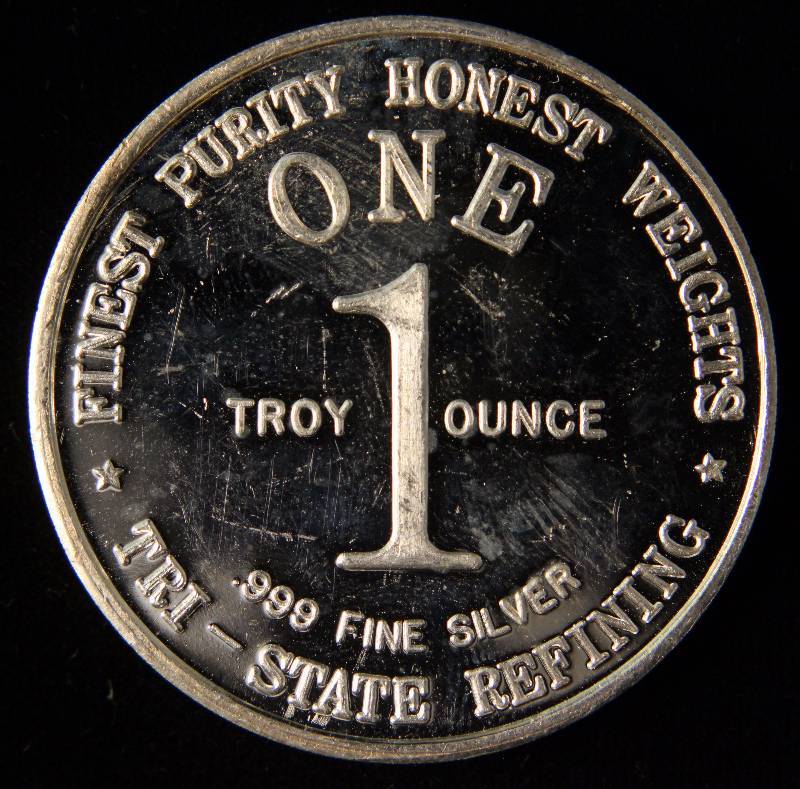 FINEST PURITY HONEST WEIGHTS
ONE
1
TROY OUNCE
.999 FINE SILVER
TRI-STATE REFINING